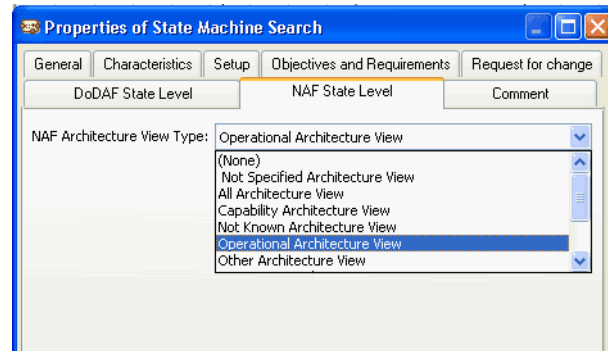 Properties of State Machine Search
General Characteristics Setup Objectives and Requirements Request for change
DoDAF State Level NAF State Level Comment
NAF Architecture View Type: Operational Architecture View
(None)
Not Specified Architecture View
All Architecture View
Capability Architecture View
Not Known Architecture View
Operational Architecture View
Other Architecture View